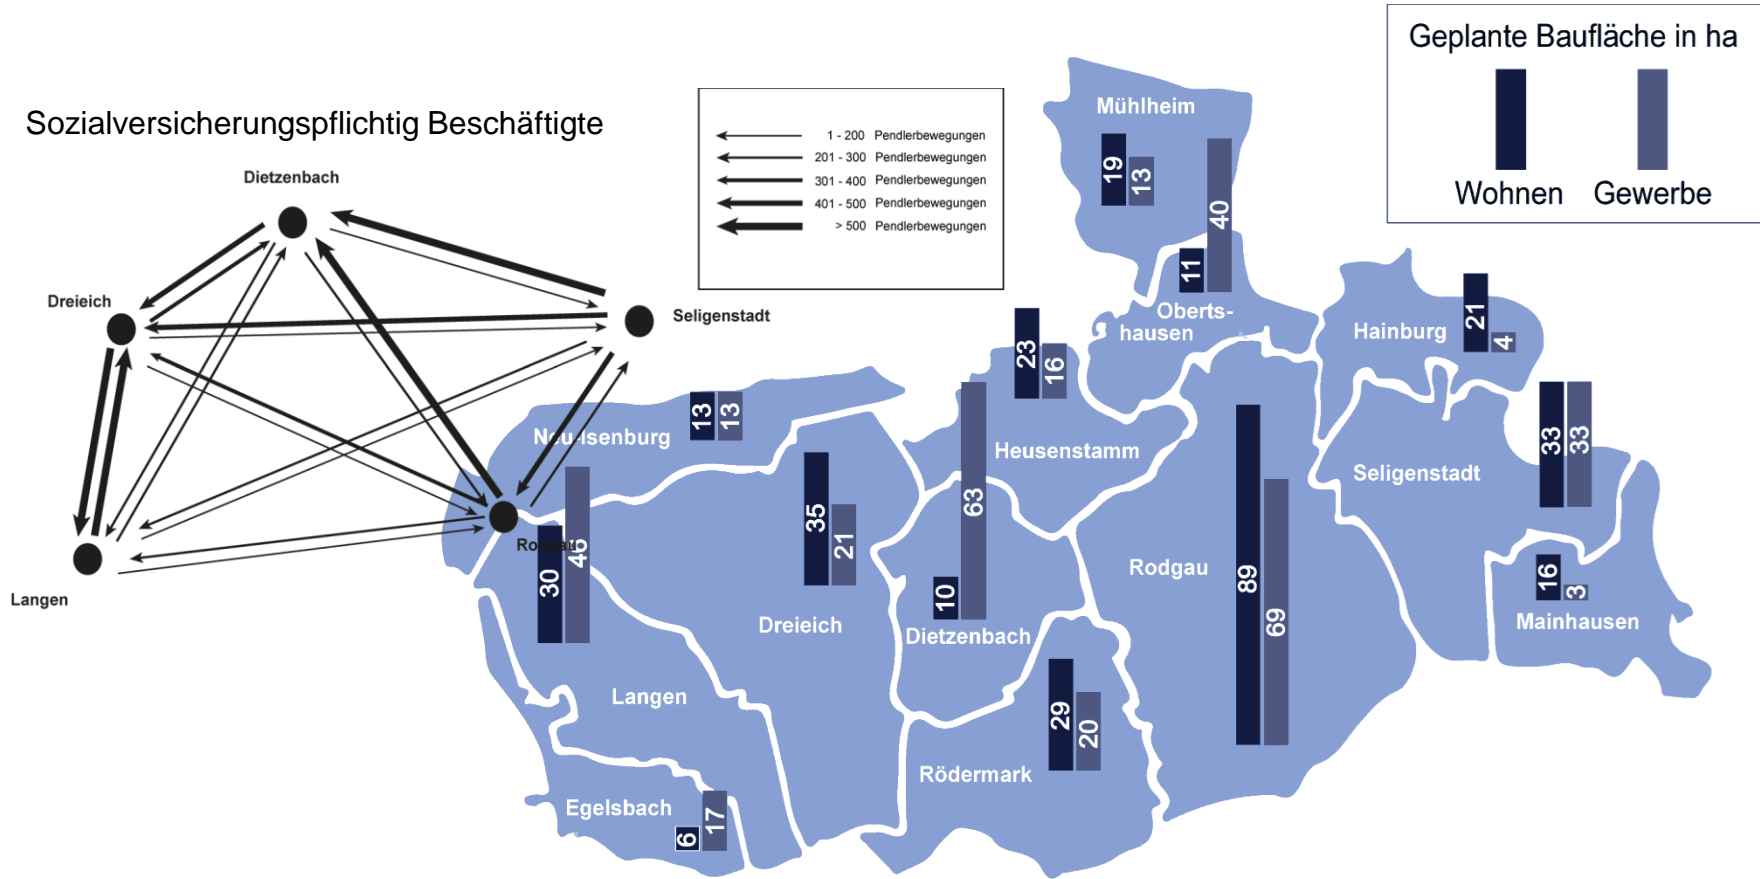 Geplante Baufläche in ha
Wohnen Gewerbe
Sozialversicherungspflichtig Beschäftigte
1 - 200 Pendlerbewegungen
201 - 300 Pendlerbewegungen
301 - 400 Pendlerbewegungen
401 - 500 Pendlerbewegungen
> 500 Pendlerbewegungen
Dietzenbach
Dreieich
Seligenstadt
Rodgau
Langen
Mühlheim
19
13
40
11
Oberts-
hausen
Hainburg
21
4
23
16
Heusenstamm
Neu-Isenburg
13
13
33
33
Seligenstadt
35
21
Dreieich
63
10
Dietzenbach
Rodgau
89
69
16
3
Mainhausen
30
46
Langen
29
20
Rödermark
Egelsbach
6
17